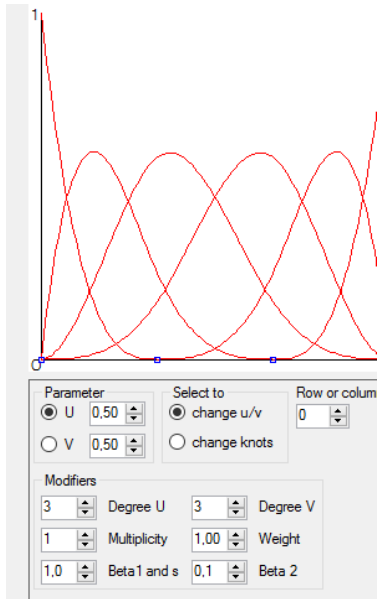 1
0
Parameter
Select to
Row or colum
U 0,50
change u/v
0
V 0,50
change knots
Modifiers
3 Degree U 3 Degree V
1 Multiplicity 1,00 Weight
1,0 Beta1 and s 0,1 Beta 2